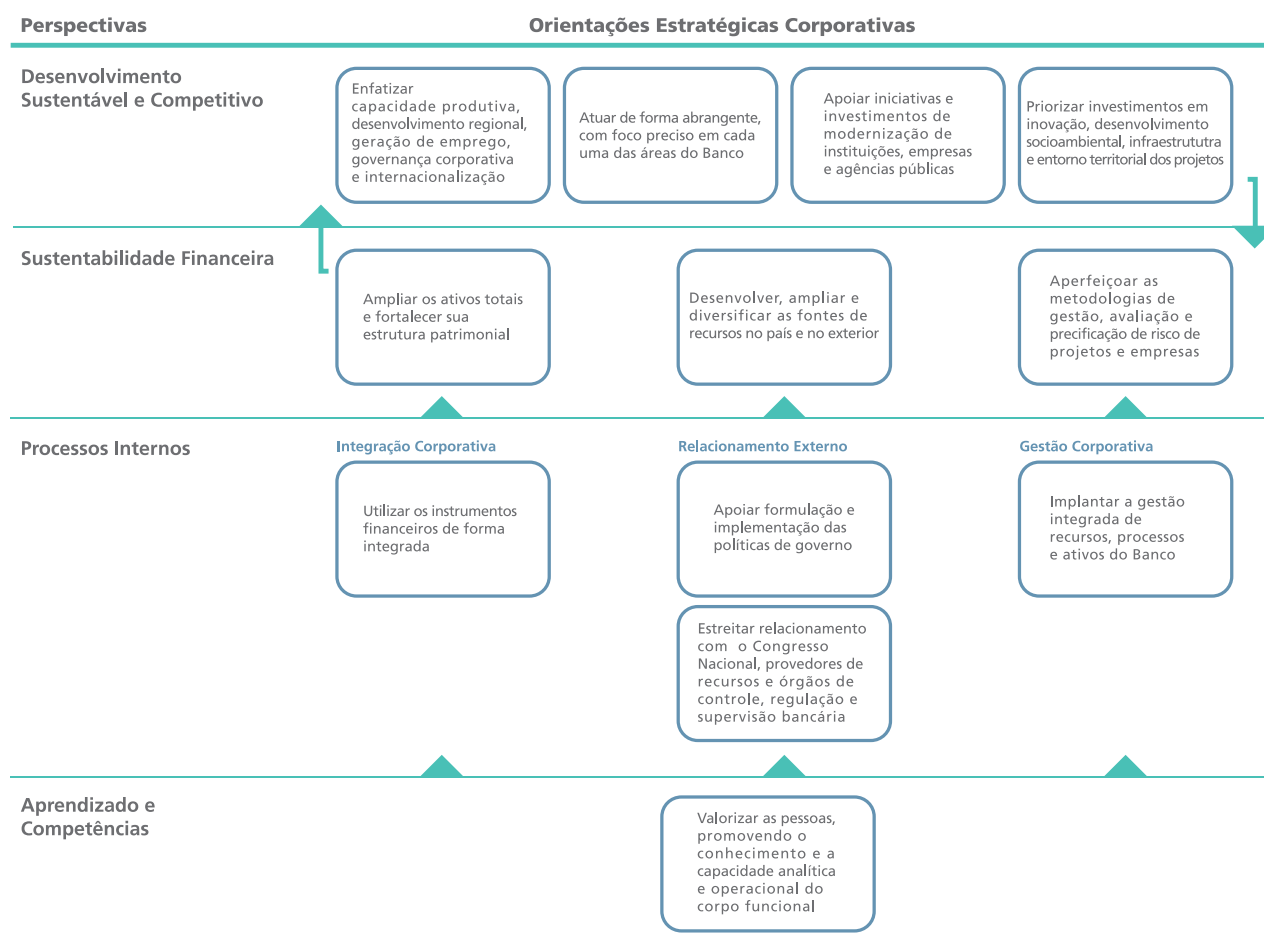 Perspectivas
Orientações Estratégicas Corporativas
Desenvolvimento
Sustentável e Competitivo
Enfatizar
capacidade produtiva,
desenvolvimento regional,
geração de emprego,
governança corporativa
e internacionalização
Atuar de forma abrangente,
com foco preciso em cada
uma das áreas do Banco
Apoiar iniciativas e
investimentos de
modernização de
instituições, empresas
e agências públicas
Priorizar investimentos em
inovação, desenvolvimento
socioambiental, infraestrututra
e entorno territorial dos projetos
Sustentabilidade Financeira
Ampliar os ativos totais
e fortalecer sua
estrutura patrimonial
Desenvolver, ampliar e
diversificar as fontes de
recursos no país e no exterior
Aperfeiçoar as
metodologias de
gestão, avaliação e
precificação de risco de
projetos e empresas
Processos Internos
Integração Corporativa
Utilizar os instrumentos
financeiros de forma
integrada
Relacionamento Externo
Apoiar formulação e
implementação das
políticas de governo
Estreitar relacionamento
com o Congresso
Nacional, provedores de
recursos e órgãos de
controle, regulação e
supervisão bancária
Gestão Corporativa
Implantar a gestão
integrada de
recursos, processos
e ativos do Banco
Aprendizado e
Competências
Valorizar as pessoas,
promovendo o
conhecimento e a
capacidade analítica
e operacional do
corpo funcional